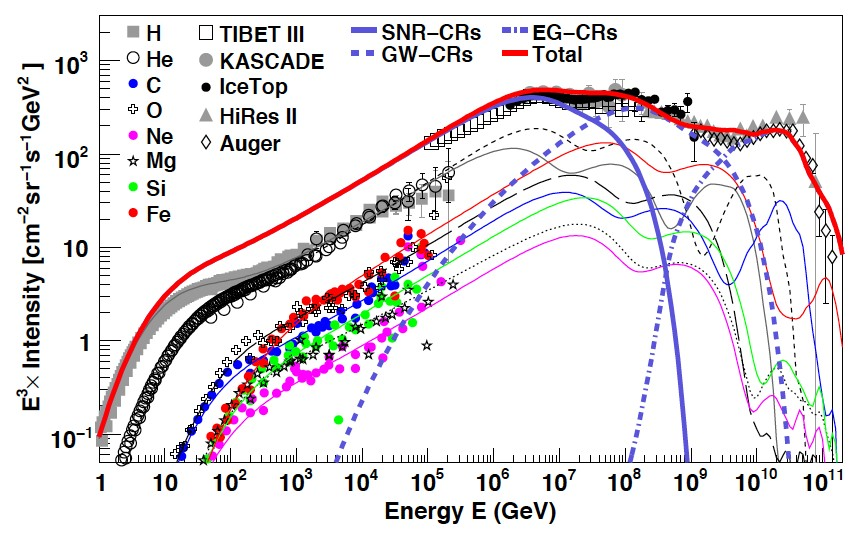 H
He
C
O
Ne
Mg
Si
Fe
TIBET III
KASCADE
IceTop
HiRes II
Auger
SNR-CRs
GW-CRs
EG-CRs
Total
10³
10²
10
1
10⁻¹
E³× Intensity [cm⁻²sr⁻¹s⁻¹GeV²]
1 10 10² 10³ 10⁴ 10⁵ 10⁶ 10⁷ 10⁸ 10⁹ 10¹⁰ 10¹¹
Energy E (GeV)